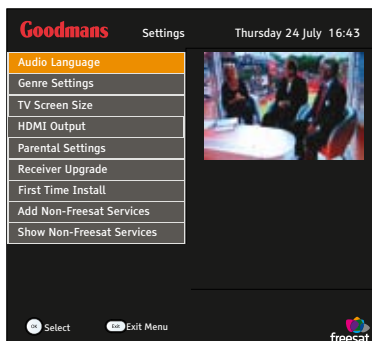 Goodmans Settings Thursday 24 July 16:43
Audio Language
Genre Settings
TV Screen Size
HDMI Output
Parental Settings
Receiver Upgrade
First Time Install
Add Non-Freesat Services
Show Non-Freesat Services
OK Select Exit Exit Menu
freesat